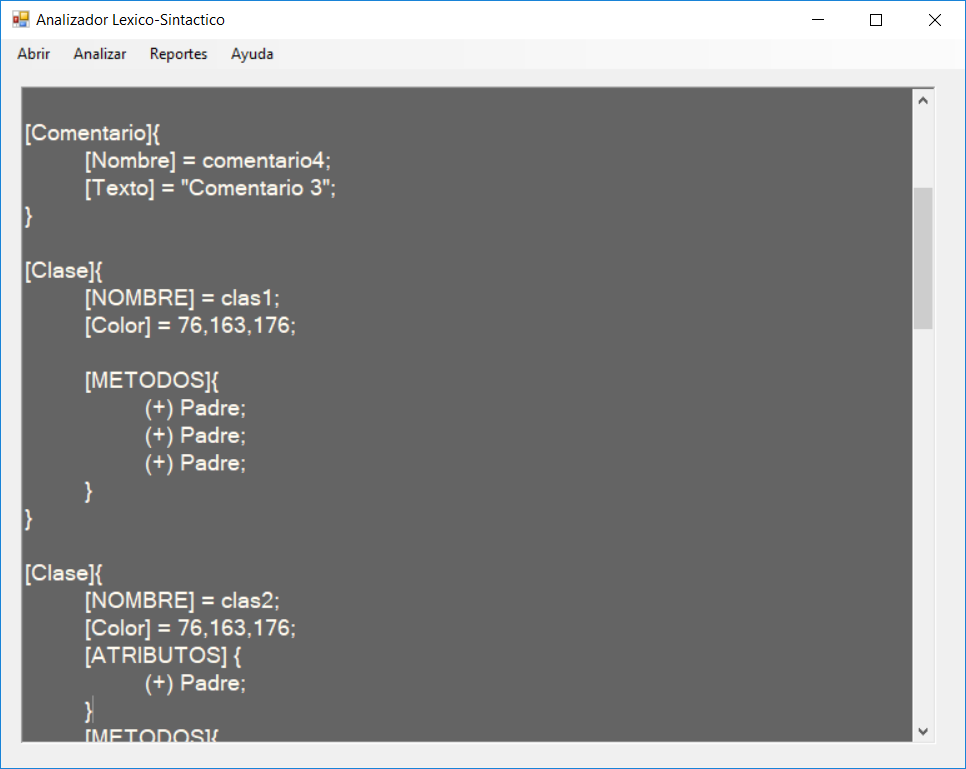 Analizador Lexico-Sintactico
Abrir Analizar Reportes Ayuda
[Comentario]{
[Nombre] = comentario4;
[Texto] = "Comentario 3";
}
[Clase]{
[NOMBRE] = clas1;
[Color] = 76,163,176;
[METODOS]{
(+) Padre;
(+) Padre;
(+) Padre;
}
}
[Clase]{
[NOMBRE] = clas2;
[Color] = 76,163,176;
[ATRIBUTOS] {
(+) Padre;
}
[METODOS]{